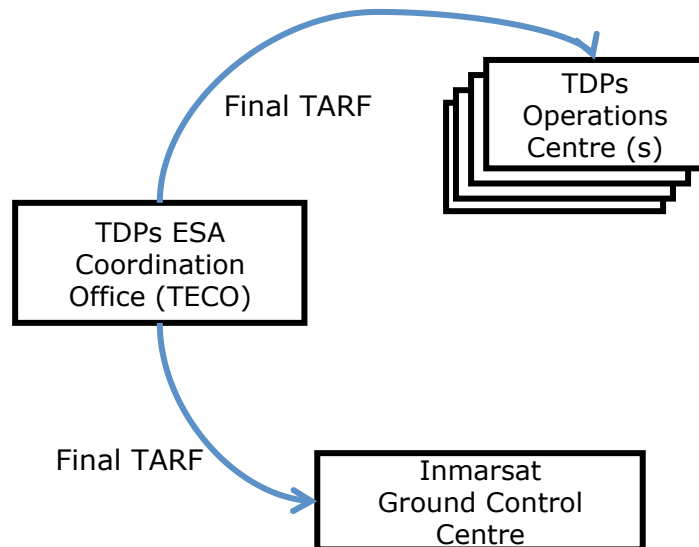 TDPs
Operations
Centre (s)
Final TARF
TDPs ESA
Coordination
Office (TECO)
Final TARF
Inmarsat
Ground Control
Centre